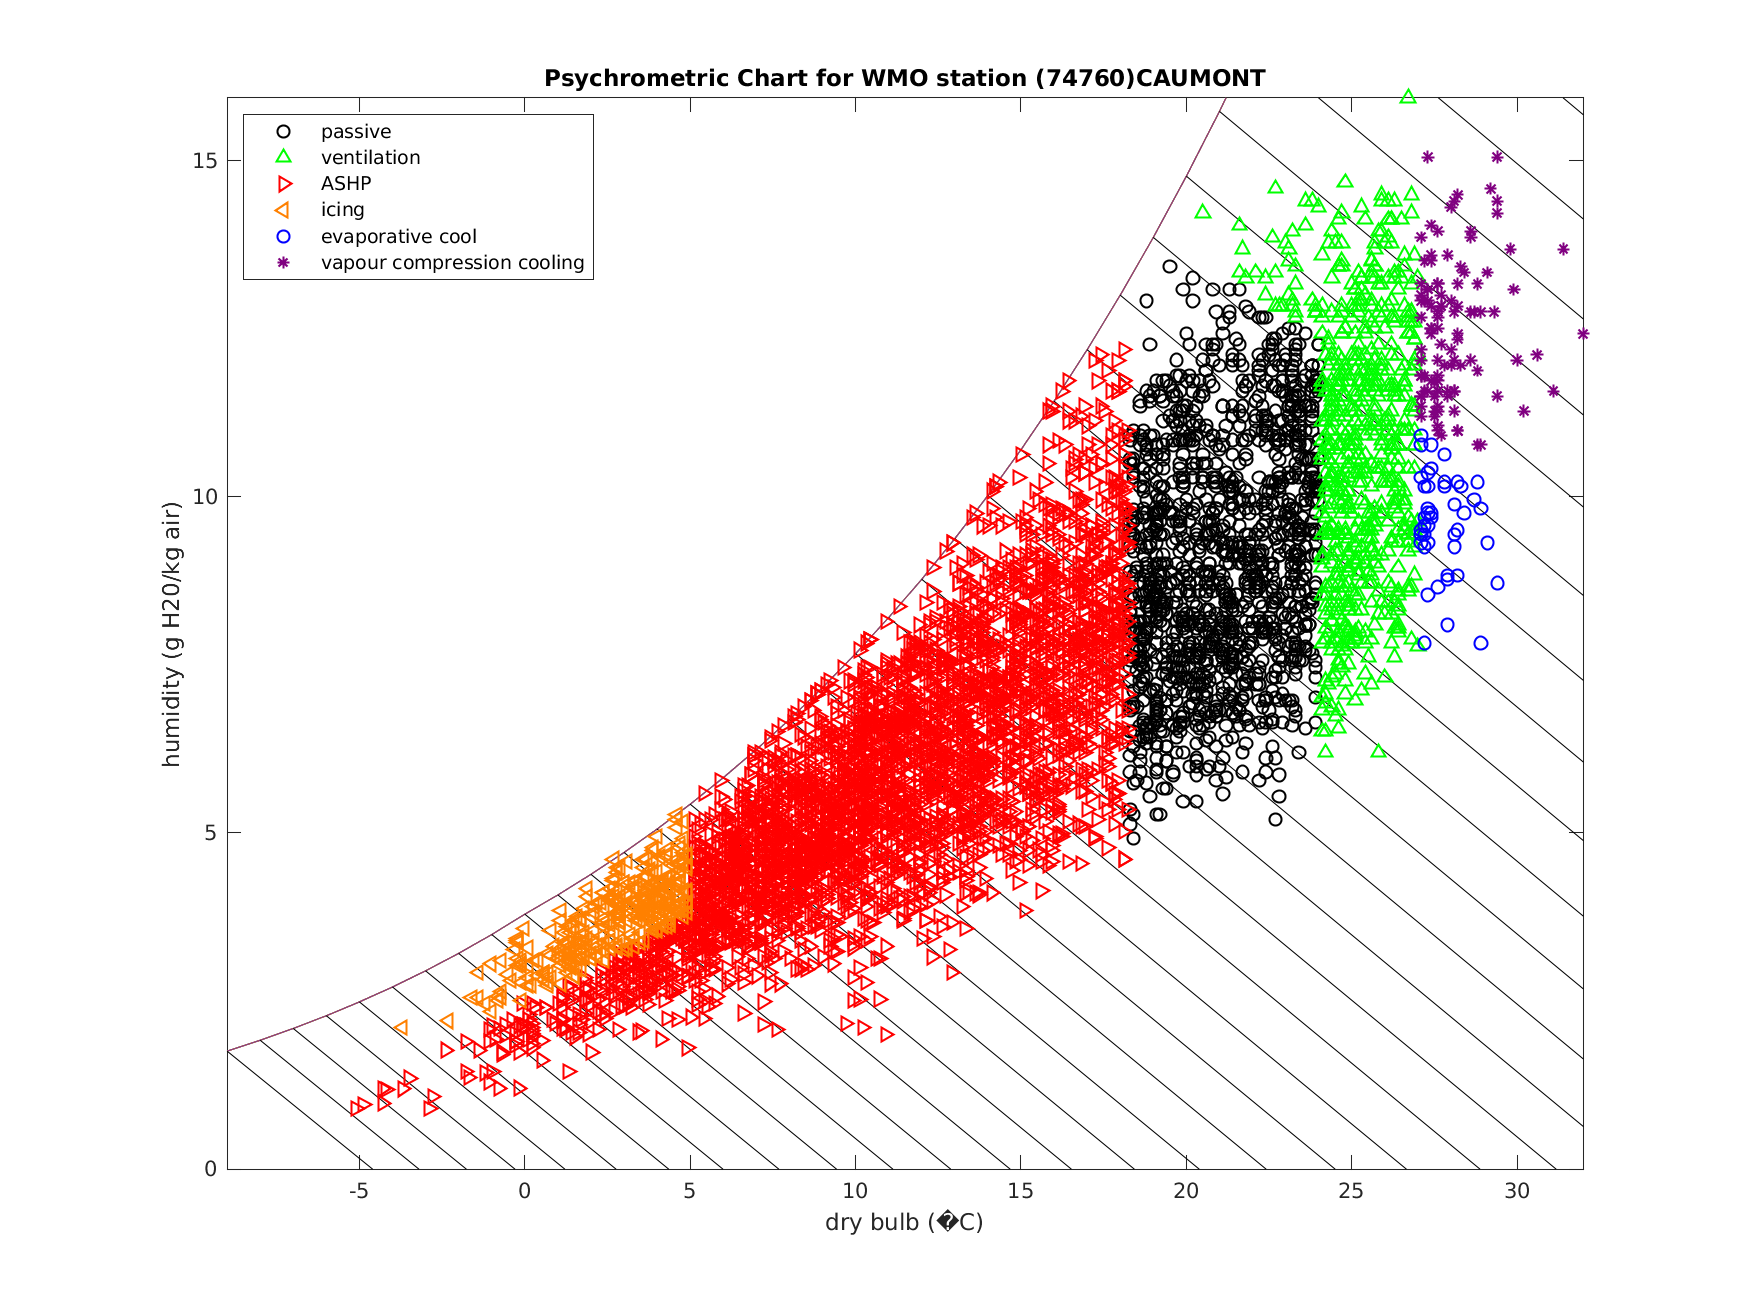 Psychrometric Chart for WMO station (74760)CAUMONT
passive
ventilation
ASHP
icing
evaporative cool
vapour compression cooling
15
10
5
0
humidity (g H20/kg air)
-5 0 5 10 15 20 25 30
dry bulb (�C)